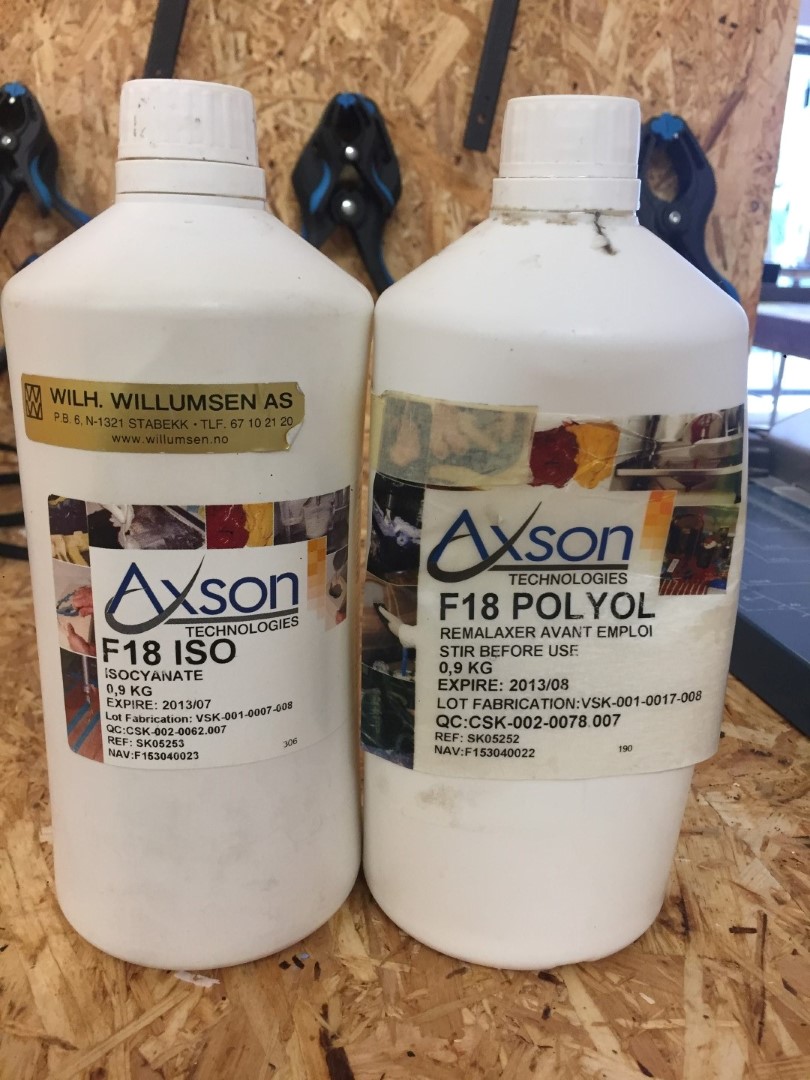 WILH. WILLUMSEN AS
P.B. 6, N-1321 STABEKK • TLF. 67 10 21 20
www.willumsen.no
Axson
TECHNOLOGIES
F18 ISO
ISOCYANATE
0,9 KG
EXPIRE: 2013/07
Lot Fabrication: VSK-001-0007-008
QC:CSK-002-0062.007
REF: SK05253
NAV:F153040023
306
Axson
TECHNOLOGIES
F18 POLYOL
REMALAXER AVANT EMPLOI
STIR BEFORE USE
0,9 KG
EXPIRE: 2013/08
LOT FABRICATION:VSK-001-0017-008
QC:CSK-002-0078.007
REF: SK05252
NAV:F153040022
190